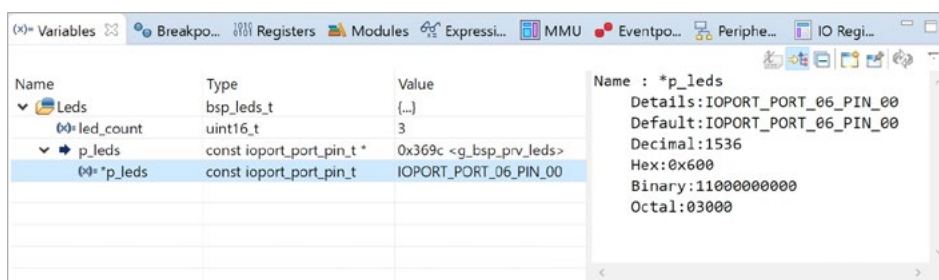 (x)= Variables Breakpo... Registers Modules Expressi... MMU Eventpo... Periphe... IO Regi...
Name Type Value
Leds bsp_leds_t {...}
(x)= led_count uint16_t 3
p_leds const ioport_port_pin_t * 0x369c <g_bsp_prv_leds>
(x)= *p_leds const ioport_port_pin_t IOPORT_PORT_06_PIN_00
Name : *p_leds
Details:IOPORT_PORT_06_PIN_00
Default:IOPORT_PORT_06_PIN_00
Decimal:1536
Hex:0x600
Binary:11000000000
Octal:03000